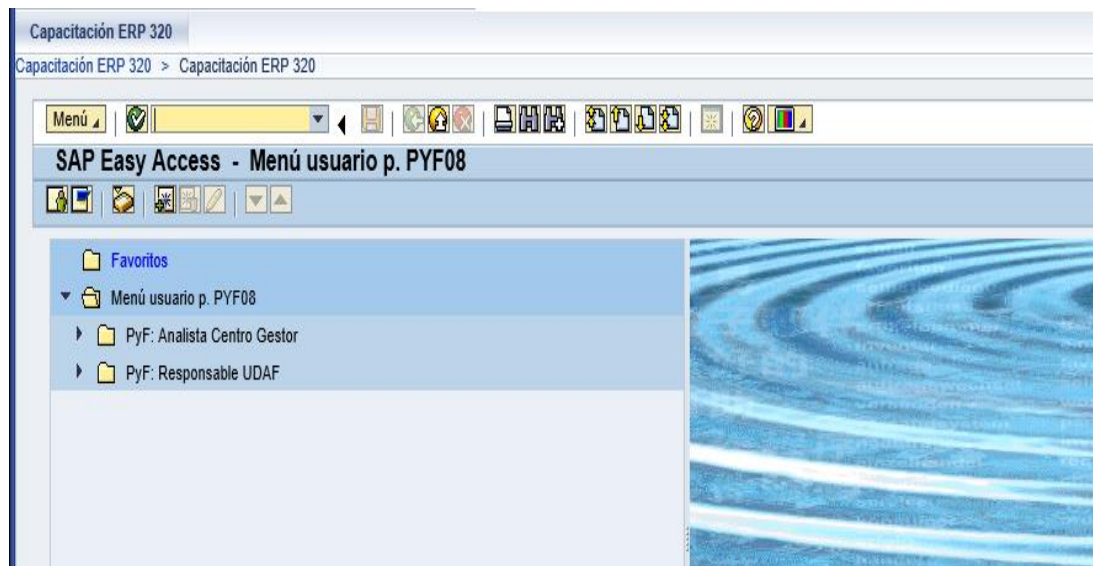 Capacitación ERP 320
Capacitación ERP 320 > Capacitación ERP 320
Menú
SAP Easy Access - Menú usuario p. PYF08
Favoritos
Menú usuario p. PYF08
PyF: Analista Centro Gestor
PyF: Responsable UDAF